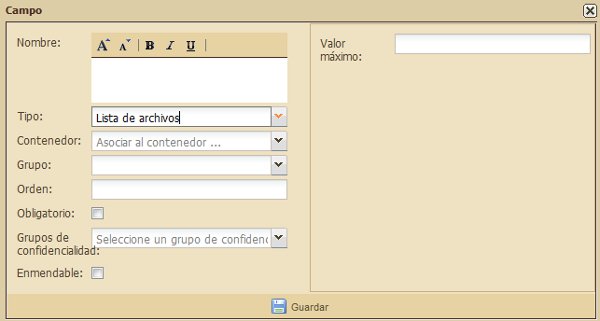 Campo
Nombre:
A A B I U
Tipo:
Lista de archivos
Contenedor:
Asociar al contenedor ...
Grupo:
Orden:
Obligatorio:
Grupos de
confidencialidad:
Seleccione un grupo de confidenc
Enmendable:
Valor
máximo:
Guardar